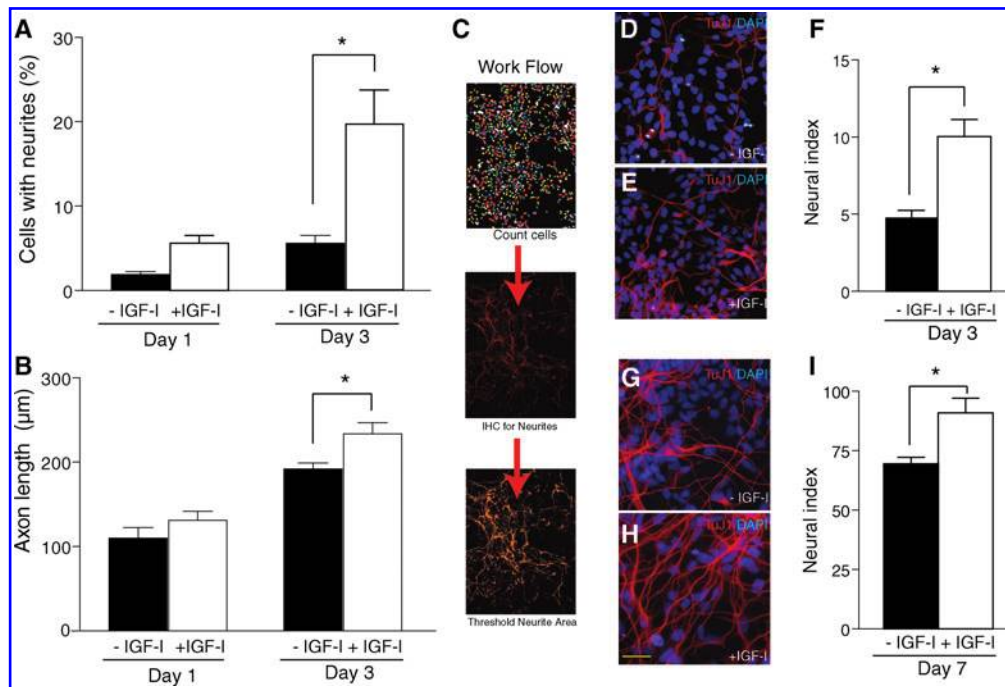 A
Cells with neurites (%)
30
20
10
0
*
- IGF-I +IGF-I
- IGF-I + IGF-I
Day 1
Day 3
B
Axon length (µm)
300
200
100
0
*
- IGF-I +IGF-I
- IGF-I + IGF-I
Day 1
Day 3
C
Work Flow
Count cells
IHC for Neurites
Threshold Neurite Area
D
TuJ1/DAPI
- IGF-I
E
TuJ1/DAPI
+IGF-I
F
Neural index
15
10
5
0
*
- IGF-I + IGF-I
Day 3
G
TuJ1/DAPI
- IGF-I
H
TuJ1/DAPI
+IGF-I
I
Neural index
100
75
50
25
0
*
- IGF-I + IGF-I
Day 7